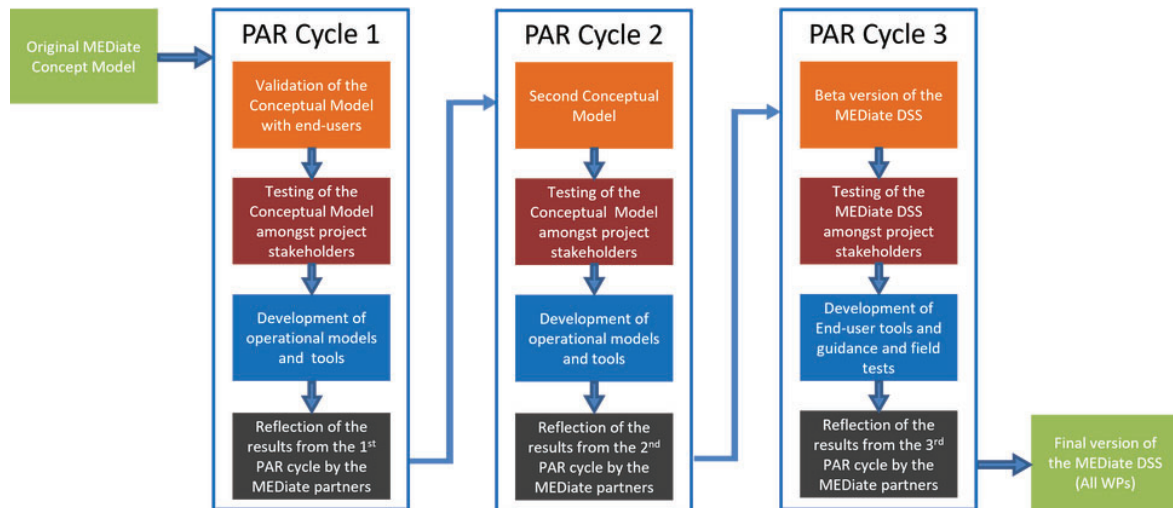 Original MEDiate
Concept Model
PAR Cycle 1
Validation of the
Conceptual Model
with end-users
Testing of the
Conceptual Model
amongst project
stakeholders
Development of
operational models
and tools
Reflection of the
results from the 1st
PAR cycle by the
MEDiate partners
PAR Cycle 2
Second Conceptual
Model
Testing of the
Conceptual Model
amongst project
stakeholders
Development of
operational models
and tools
Reflection of the
results from the 2nd
PAR cycle by the
MEDiate partners
PAR Cycle 3
Beta version of the
MEDiate DSS
Testing of the
MEDiate DSS
amongst project
stakeholders
Development of
End-user tools and
guidance and field
tests
Reflection of the
results from the 3rd
PAR cycle by the
MEDiate partners
Final version of
the MEDiate DSS
(All WPs)